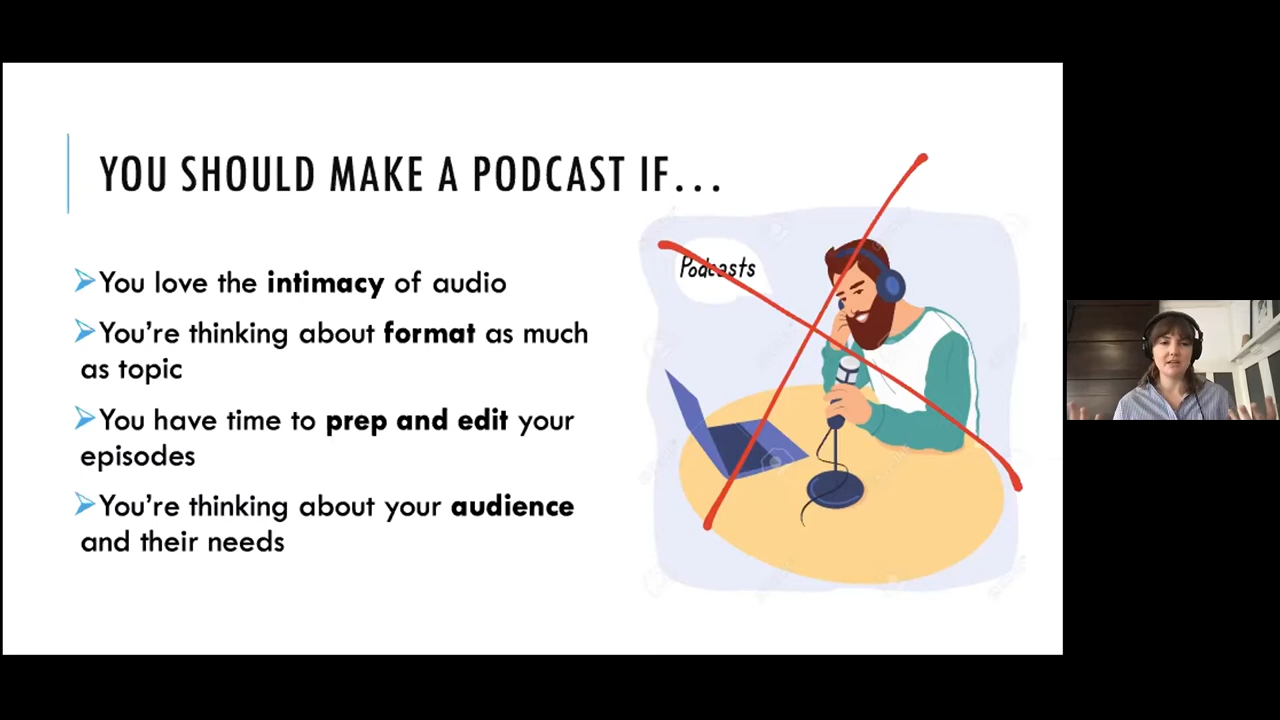 YOU SHOULD MAKE A PODCAST IF...
Podcasts
➢You love the intimacy of audio
➢You’re thinking about format as much
as topic
➢You have time to prep and edit your
episodes
➢You’re thinking about your audience
and their needs